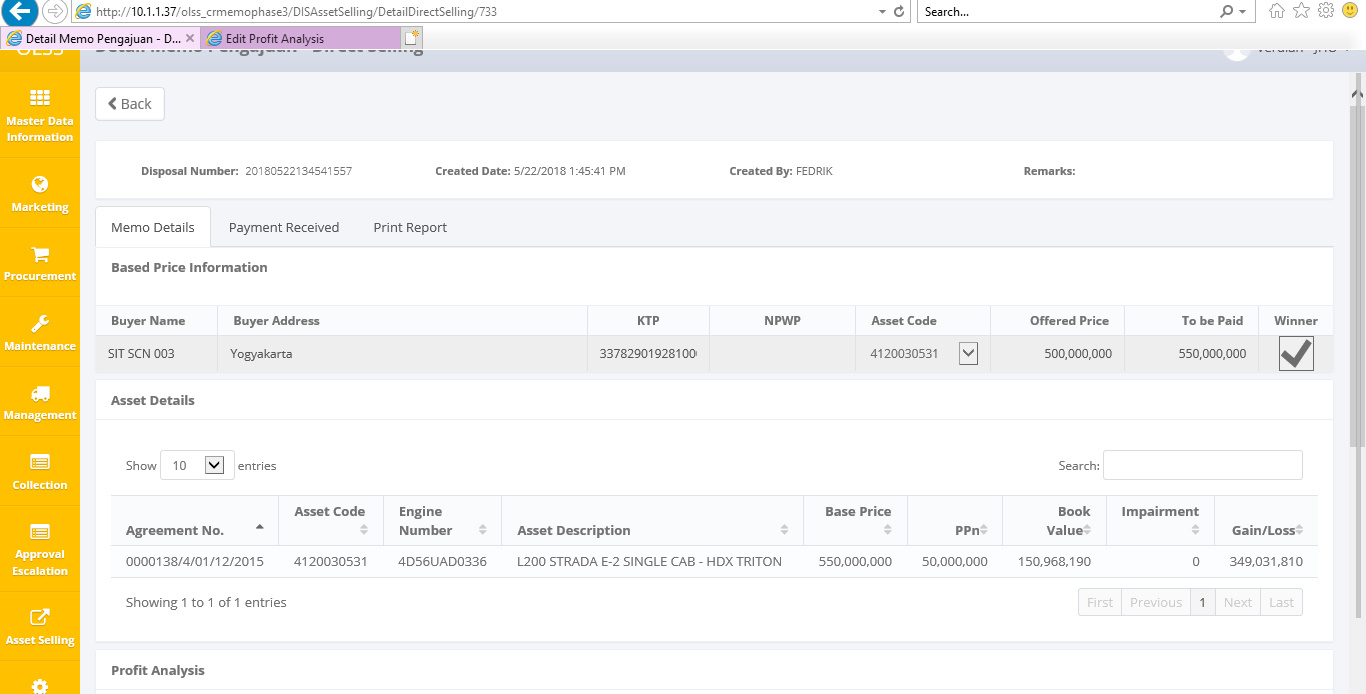 http://10.1.1.37/olss_crmemophase3/DISAssetSelling/DetailDirectSelling/733
Search...
Detail Memo Pengajuan - D...
Edit Profit Analysis
OLSS
Detail Memo Pengajuan - Direct Selling
Master Data
Information
Marketing
Procurement
Maintenance
Management
Collection
Approval
Escalation
Asset Selling
Back
Disposal Number: 20180522134541557
Created Date: 5/22/2018 1:45:41 PM
Created By: FEDRIK
Remarks:
Memo Details
Payment Received
Print Report
Based Price Information
Buyer Name Buyer Address KTP NPWP Asset Code Offered Price To be Paid Winner
SIT SCN 003 Yogyakarta 33782901928100 4120030531 500,000,000 550,000,000
Asset Details
Show 10 entries
Search:
Agreement No. Asset Code Engine Number Asset Description Base Price PPn Book Value Impairment Gain/Loss
0000138/4/01/12/2015 4120030531 4D56UAD0336 L200 STRADA E-2 SINGLE CAB - HDX TRITON 550,000,000 50,000,000 150,968,190 0 349,031,810
Showing 1 to 1 of 1 entries
First Previous 1 Next Last
Profit Analysis